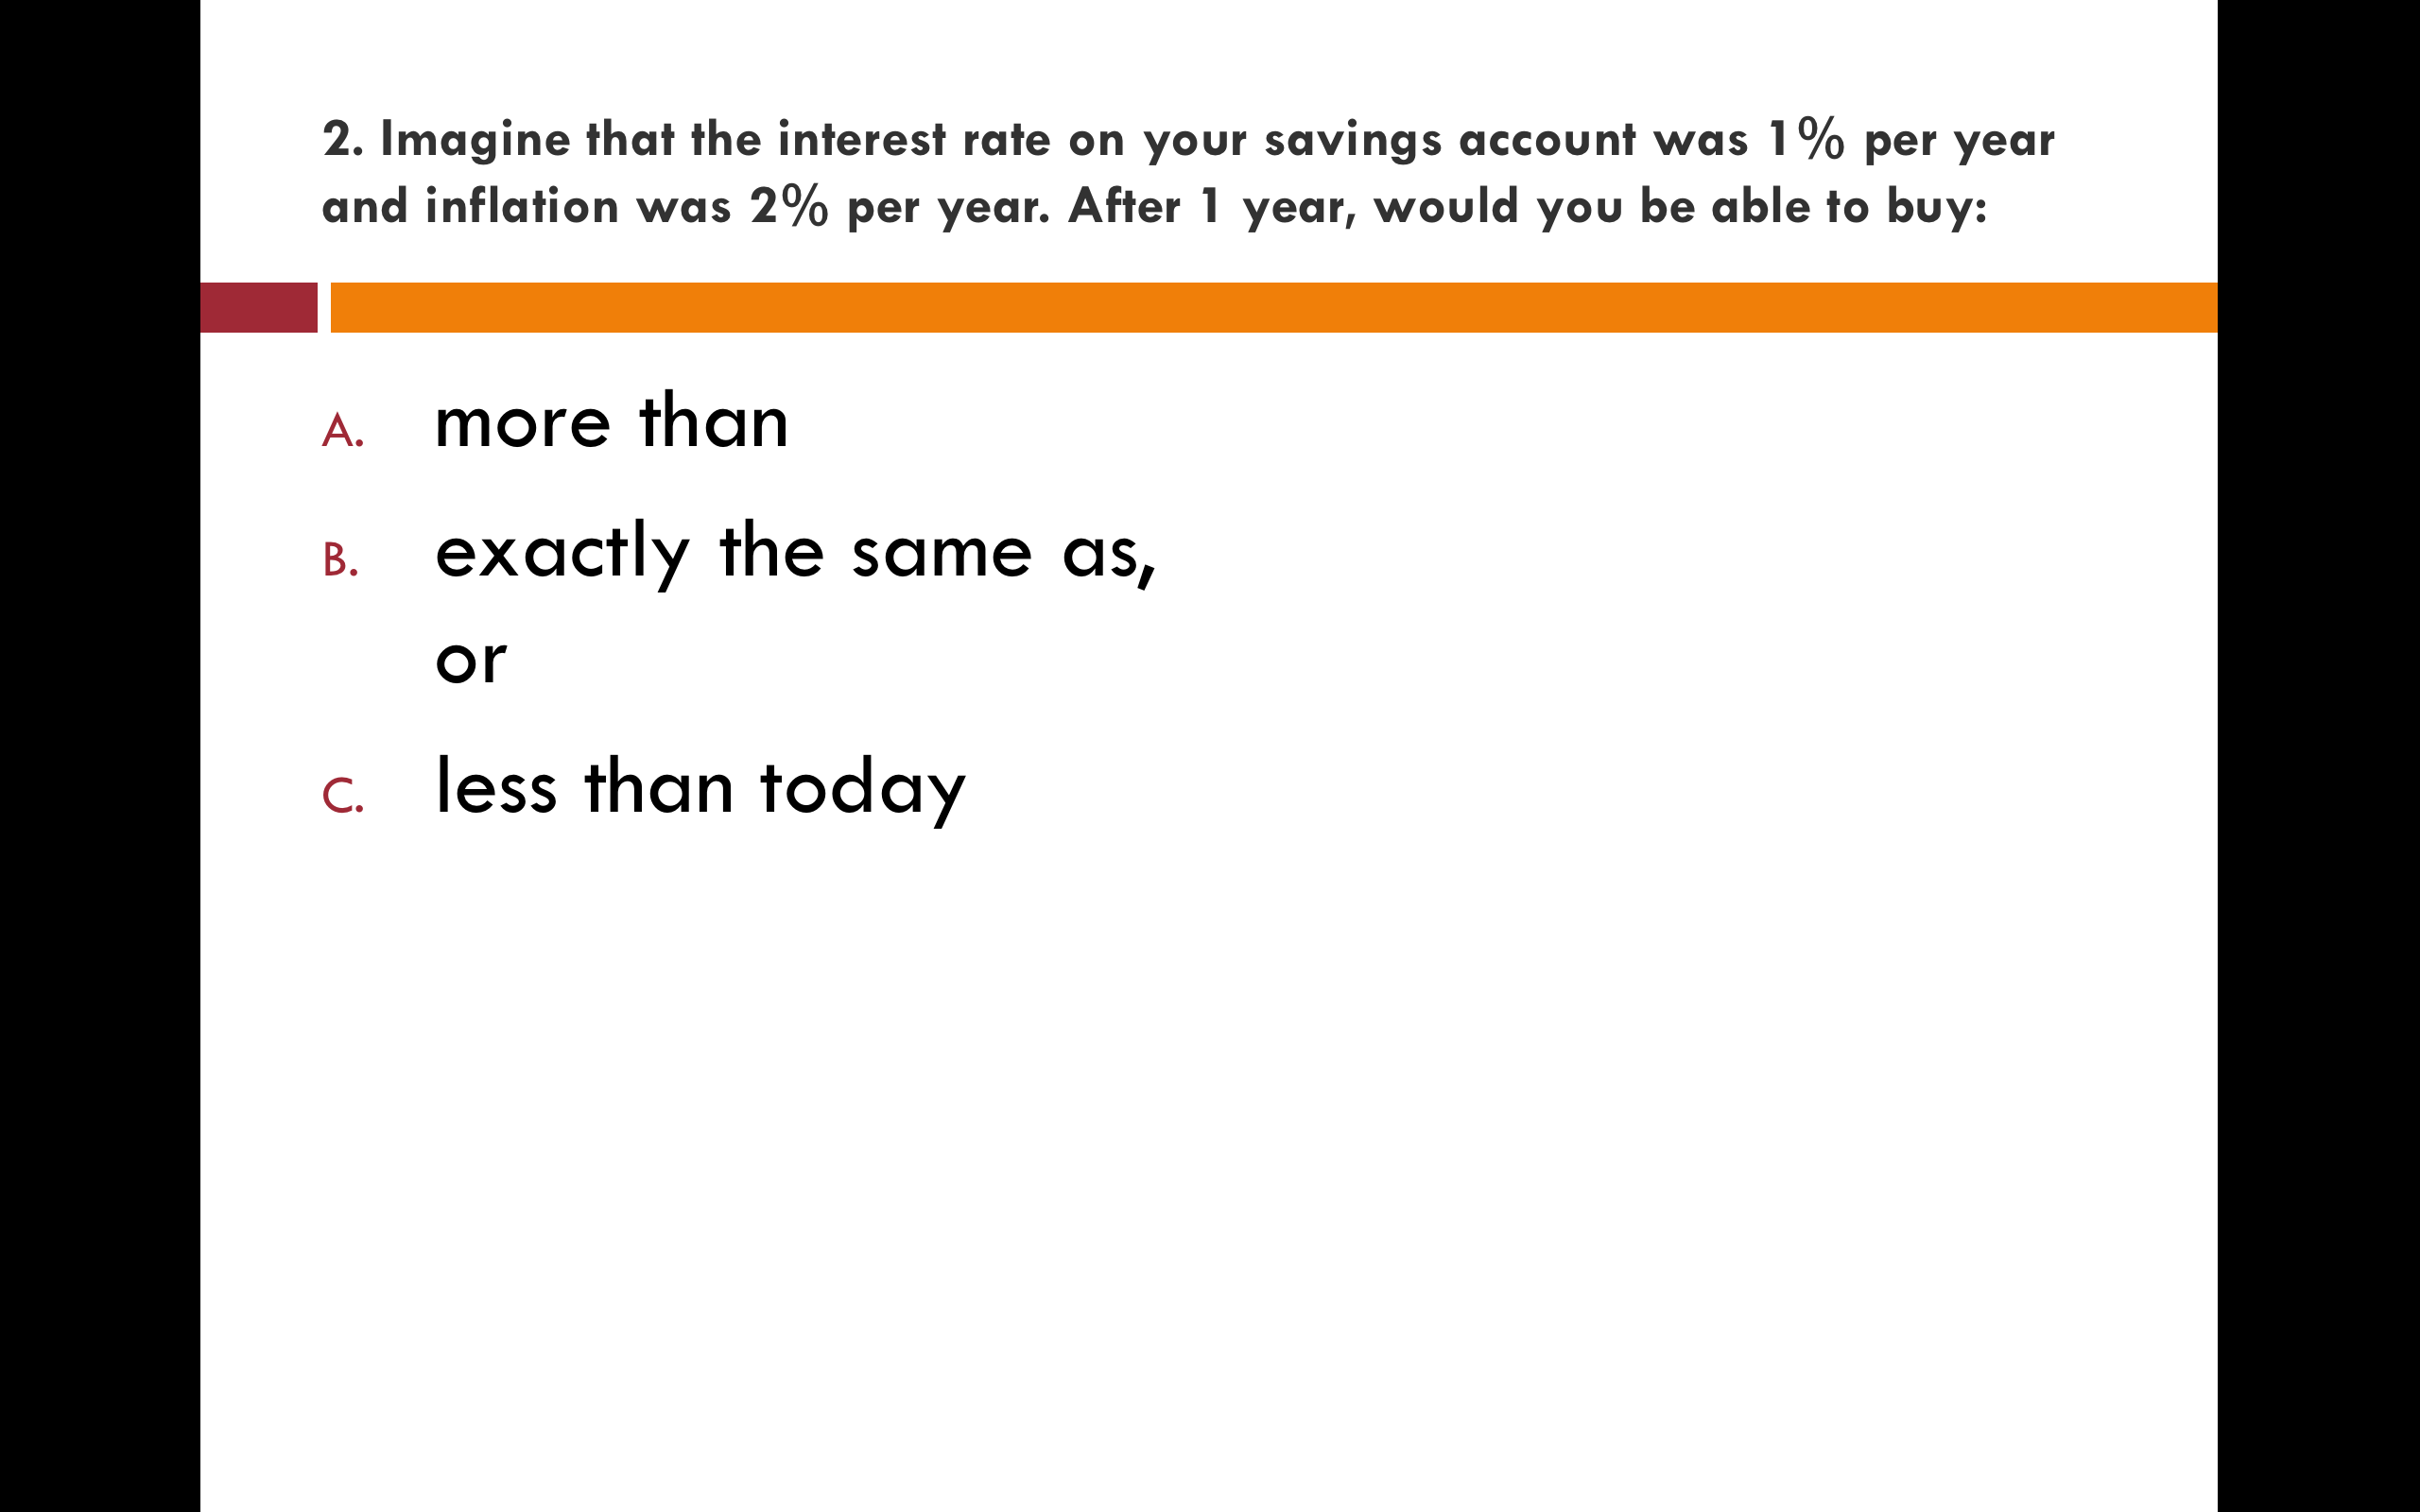 2. Imagine that the interest rate on your savings account was 1% per year
and inflation was 2% per year. After 1 year, would you be able to buy:
A. more than
B. exactly the same as,
or
C. less than today